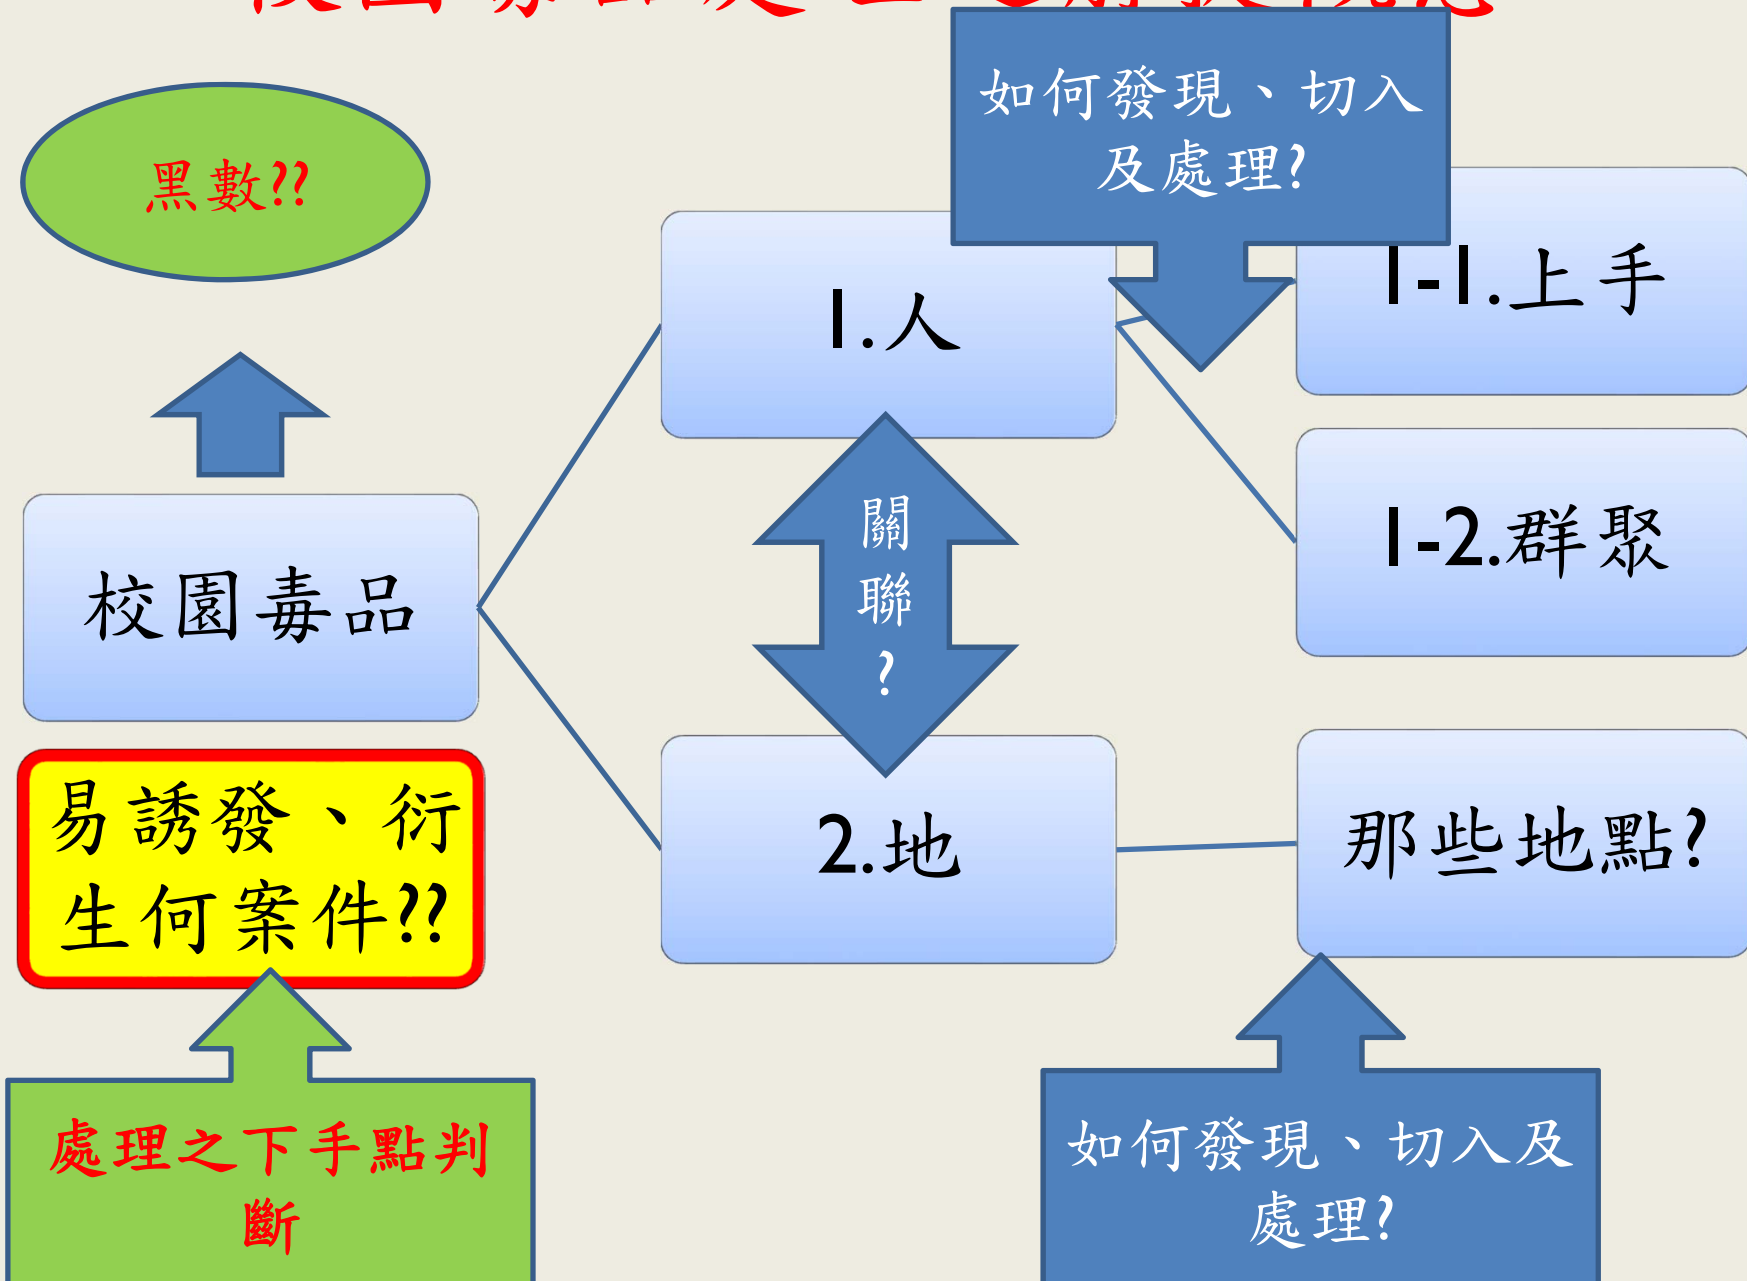 如何發現、切入
及處理?
黑數??
1.人
1-1.上手
關
聯
?
1-2.群聚
校園毒品
易誘發、衍
生何案件??
2.地
那些地點?
處理之下手點判
斷
如何發現、切入及
處理?